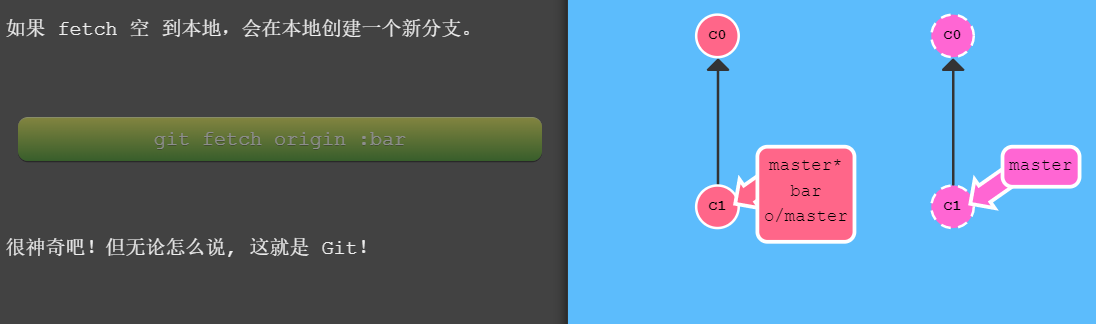 如果 fetch 空 到本地，会在本地创建一个新分支。
git fetch origin :bar
很神奇吧！但无论怎么说, 这就是 Git！
C0
C1
master*
bar
o/master
C0
C1
master